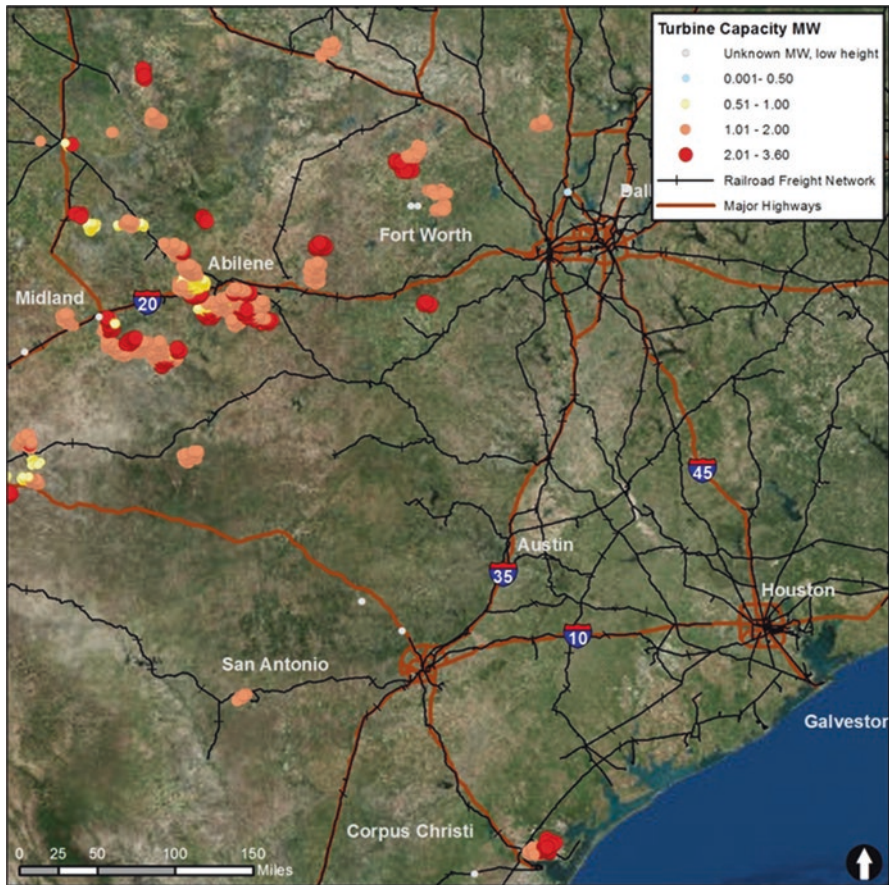 Turbine Capacity MW
Unknown MW, low height
0.001- 0.50
0.51 - 1.00
1.01 - 2.00
2.01 - 3.60
Railroad Freight Network
Major Highways
Dall
Fort Worth
Abilene
Midland
20
45
Austin
35
Houston
10
San Antonio
Galveston
Corpus Christi
0 25 50 100 150
Miles